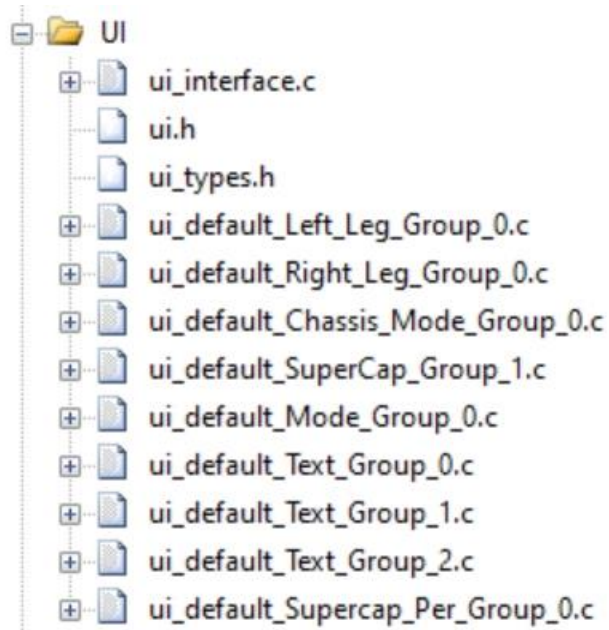 UI
ui_interface.c
ui.h
ui_types.h
ui_default_Left_Leg_Group_0.c
ui_default_Right_Leg_Group_0.c
ui_default_Chassis_Mode_Group_0.c
ui_default_SuperCap_Group_1.c
ui_default_Mode_Group_0.c
ui_default_Text_Group_0.c
ui_default_Text_Group_1.c
ui_default_Text_Group_2.c
ui_default_Supercap_Per_Group_0.c